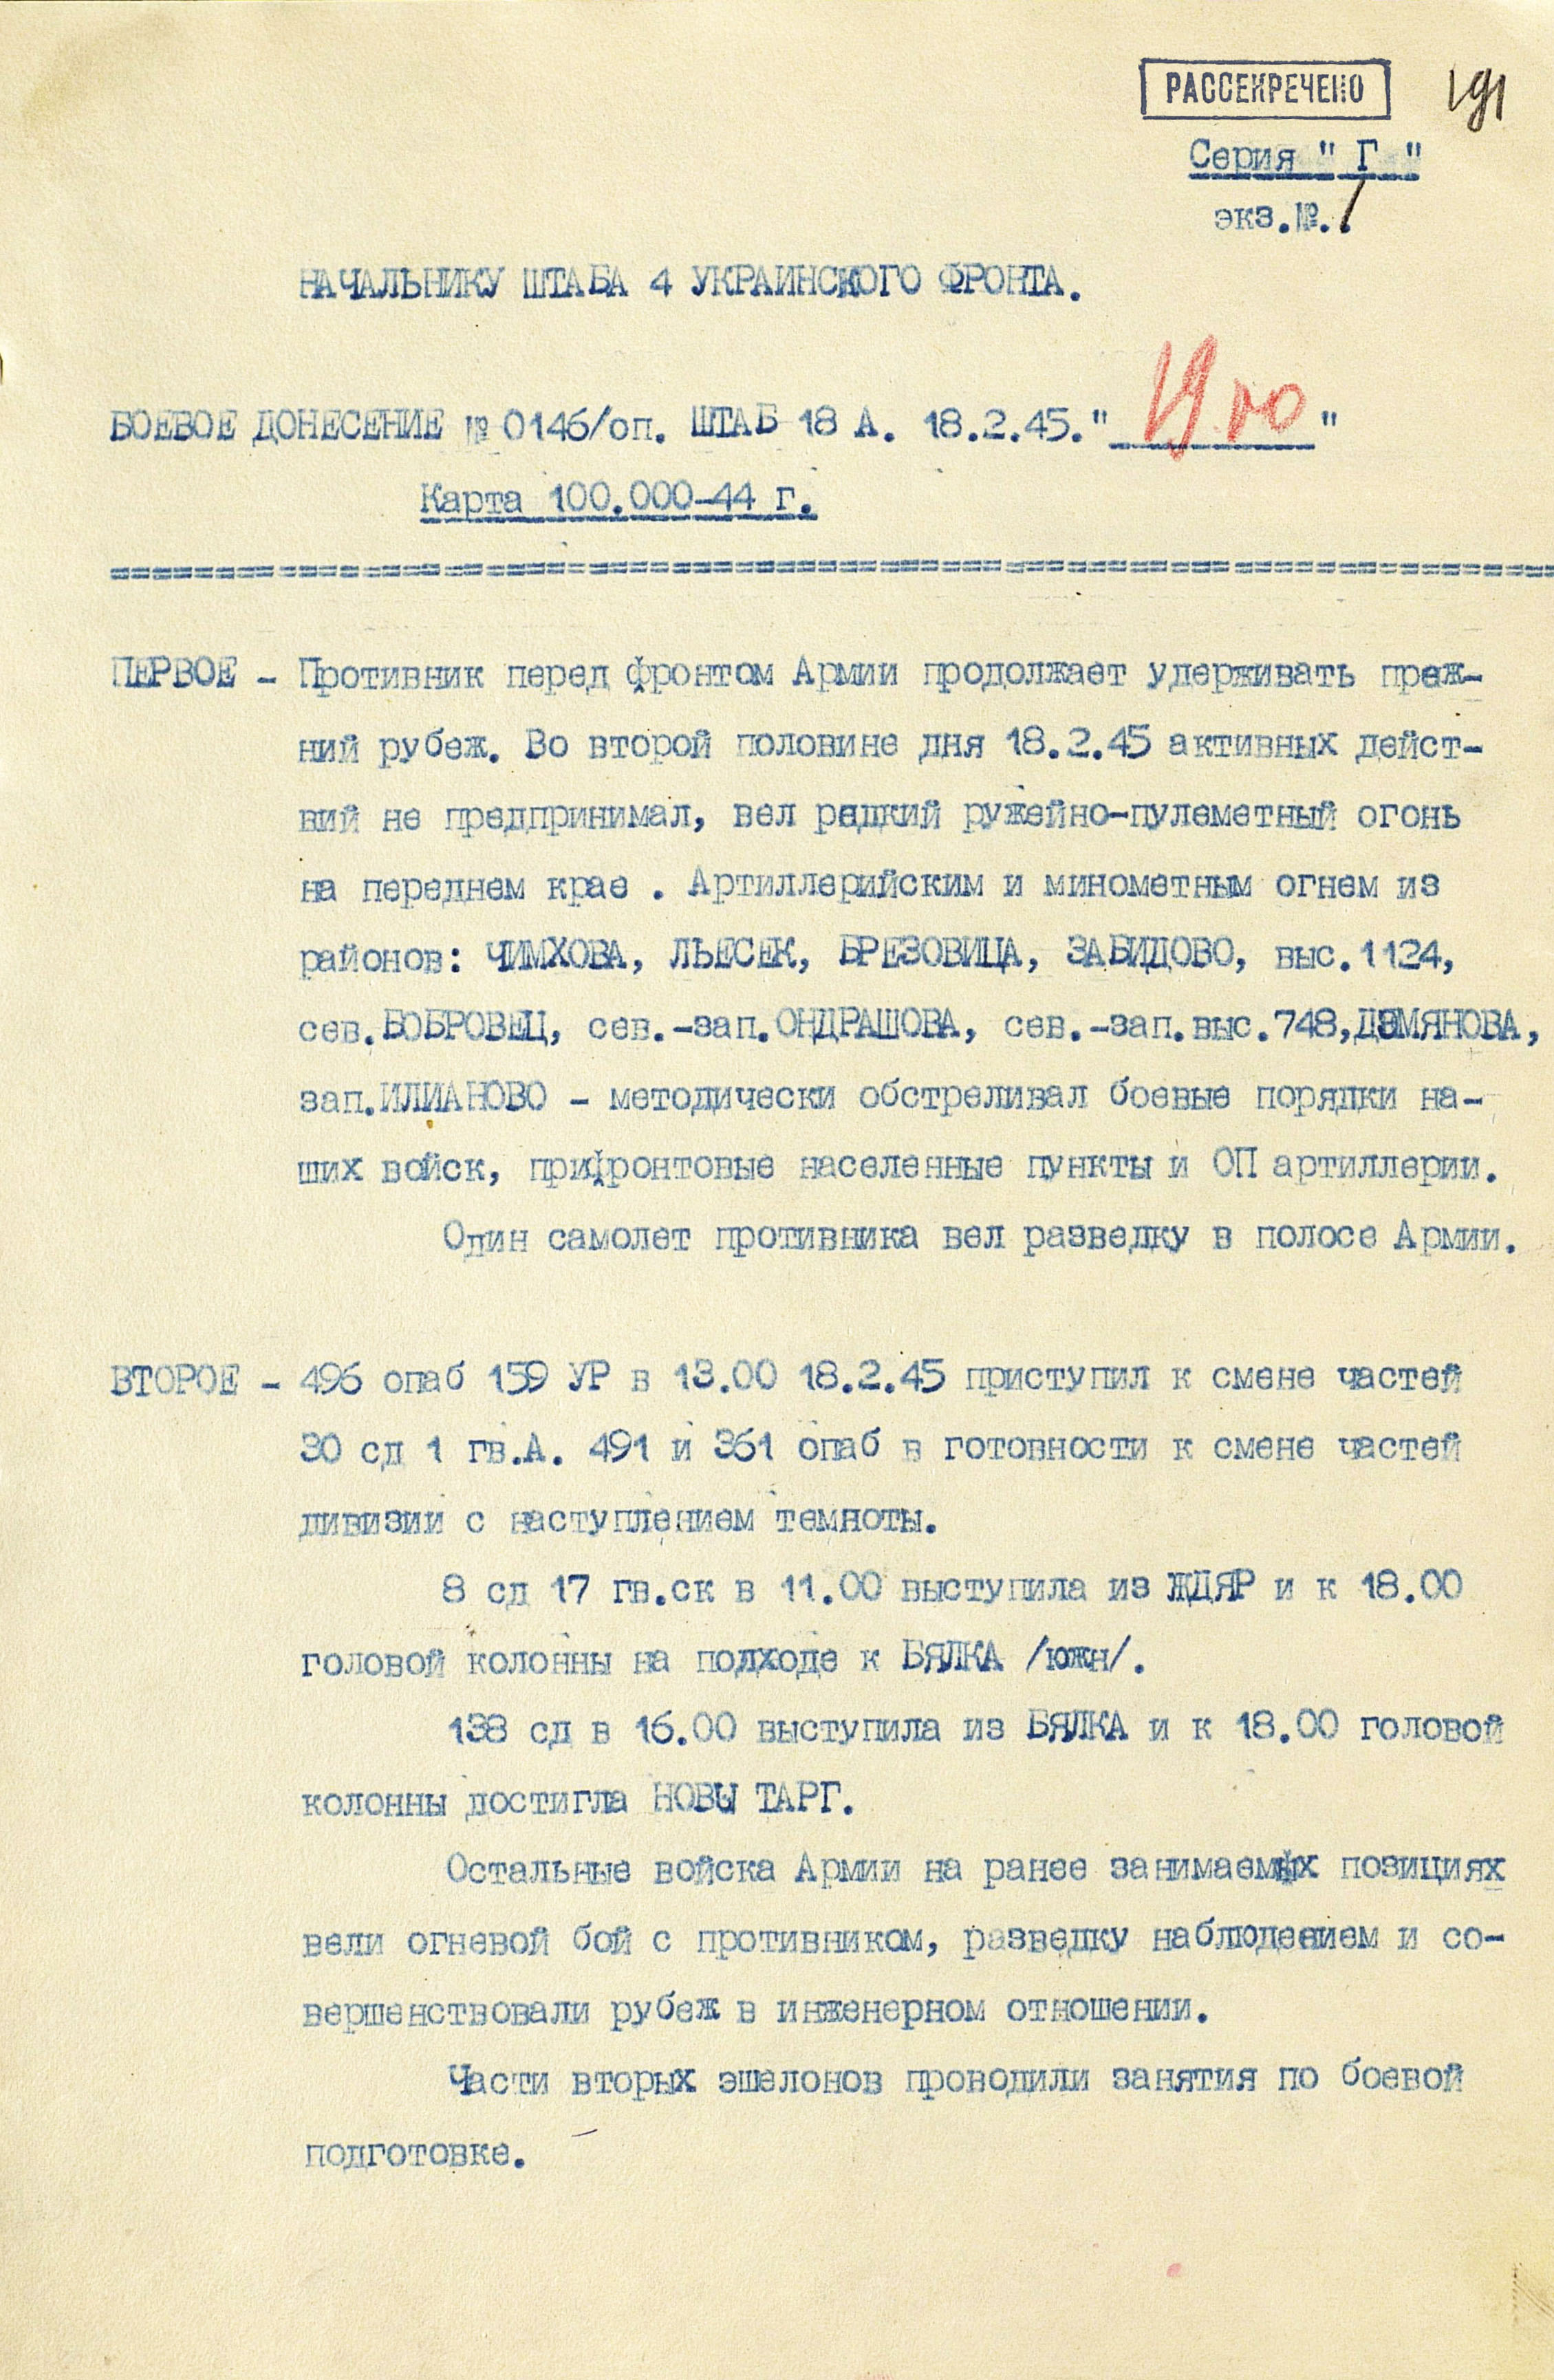 РАССЕКРЕЧЕНО 191
Серия " Г "
экз.№.1
НАЧАЛЬНИКУ ШТАБА 4 УКРАИНСКОГО ФРОНТА.
БОЕВОЕ ДОНЕСЕНИЕ № 0146/оп. ШТАБ 18 А. 18.2.45. " 19.00 "
Карта 100.000-44 г.
ПЕРВОЕ - Противник перед фронтом Армии продолжает удерживать преж-
ний рубеж. Во второй половине дня 18.2.45 активных дейст-
вий не предпринимал, вел редкий ружейно-пулеметный огонь
на переднем крае . Артиллерийским и минометным огнем из
районов: ЧИМХОВА, ЛЬЕСЕК, БРЕЗОВИЦА, ЗАБИДОВО, выс.1124,
сев.БОБРОВЕЦ, сев.-зап.ОНДРАШОВА, сев.-зап.выс.748,ДЭМЯНОВА,
зап.ИЛИАНОВО - методически обстреливал боевые порядки на-
ших войск, прифронтовые населенные пункты и ОП артиллерии.
Один самолет противника вел разведку в полосе Армии.
ВТОРОЕ - 496 опаб 159 УР в 13.00 18.2.45 приступил к смене частей
30 сд 1 гв.А. 491 и 361 опаб в готовности к смене частей
дивизии с наступлением темноты.
8 сд 17 гв.ск в 11.00 выступила из ЖДЯР и к 18.00
головой колонны на подходе к БЯЛКА /южн/.
138 сд в 16.00 выступила из БЯЛКА и к 18.00 головой
колонны достигла НОВЫ ТАРГ.
Остальные войска Армии на ранее занимаемых позициях
вели огневой бой с противником, разведку наблюдением и со-
вершенствовали рубеж в инженерном отношении.
Части вторых эшелонов проводили занятия по боевой
подготовке.